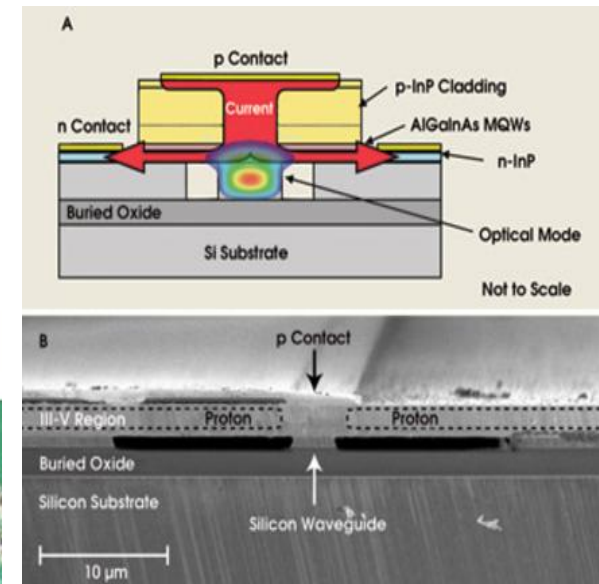 A
p Contact
p-InP Cladding
Current
AlGaInAs MQWs
n Contact
n-InP
Buried Oxide
Optical Mode
Si Substrate
Not to Scale
B
p Contact
III-V Region
Proton
Proton
Buried Oxide
Silicon Substrate
Silicon Waveguide
10 μm